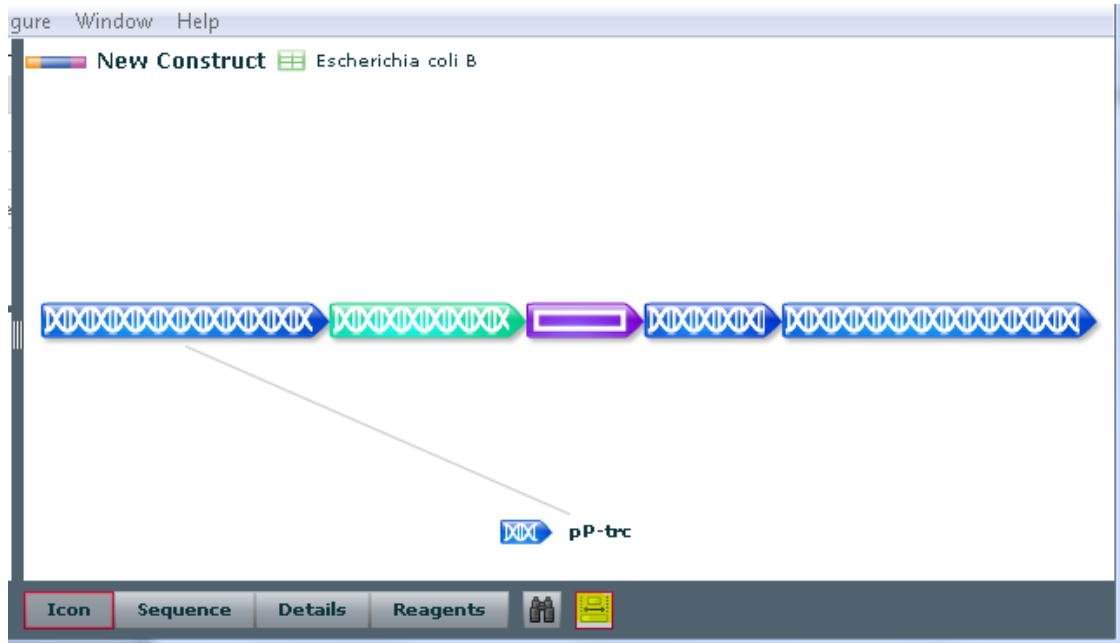 gure Window Help
New Construct Escherichia coli B
pP-trc
Icon Sequence Details Reagents